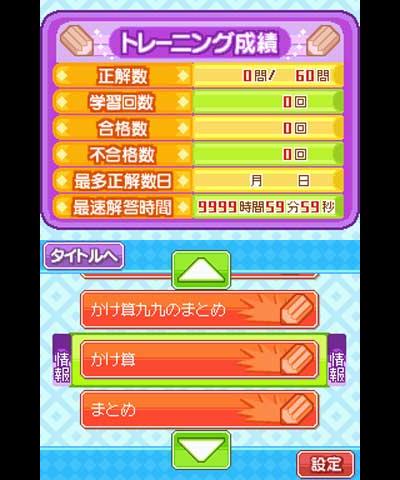 トレーニング成績
正解数 0問/ 60問
学習回数 0回
合格数 0回
不合格数 0回
最多正解数日 月 日
最速解答時間 9999時間59分59秒
タイトルへ
かけ算九九のまとめ
情報 かけ算 情報
まとめ
設定